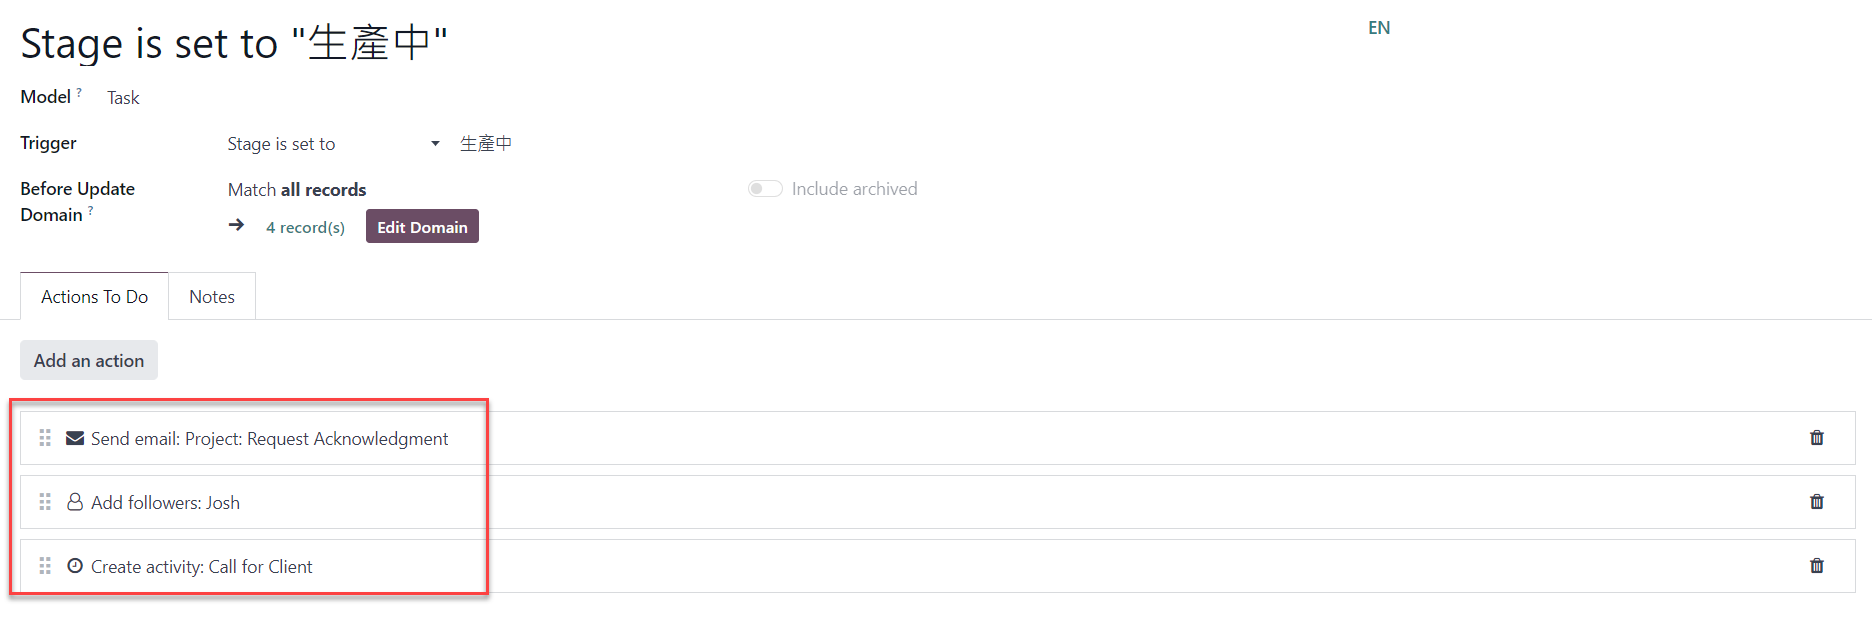 Stage is set to "生產中"
EN
Model ? Task
Trigger Stage is set to 生產中
Before Update Domain ? Match all records Include archived
4 record(s) Edit Domain
Actions To Do Notes
Add an action
Send email: Project: Request Acknowledgment
Add followers: Josh
Create activity: Call for Client